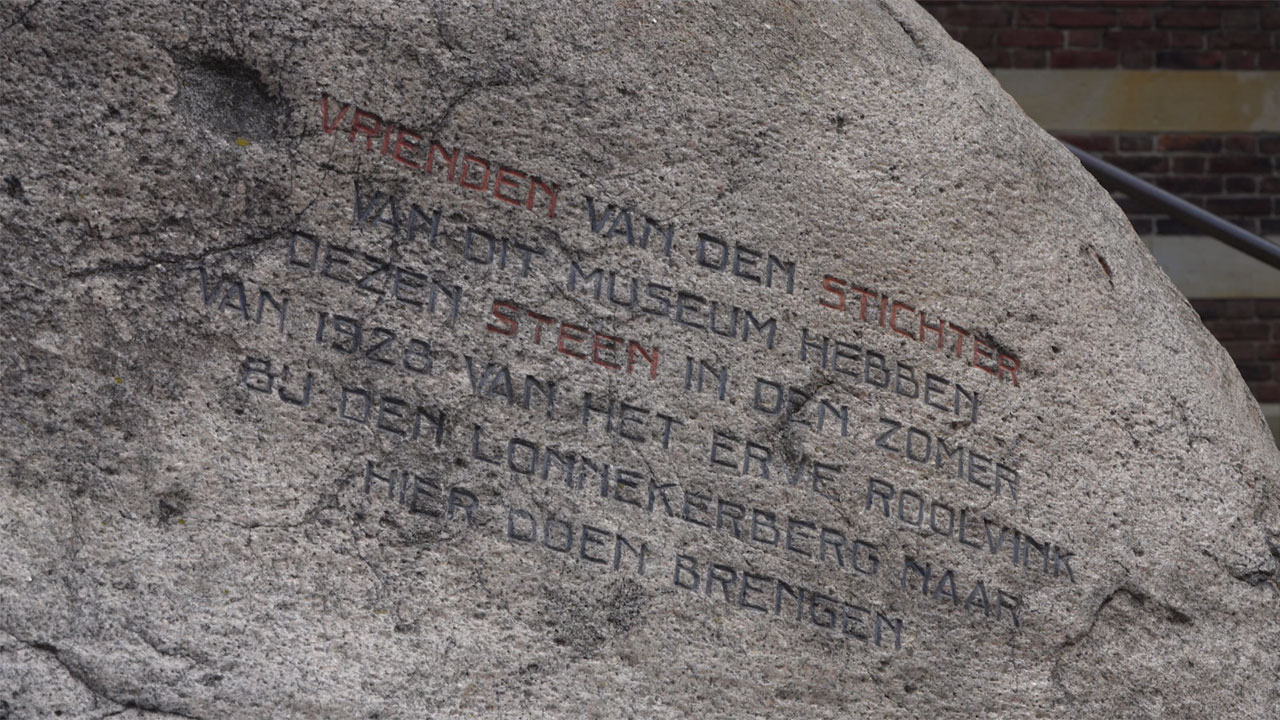 VRIENDEN VAN DEN STICHTER
VAN DIT MUSEUM HEBBEN
DEZEN STEEN IN DEN ZOMER
VAN 1928 VAN HET ERVE ROOLVINK
BIJ DEN LONNEKERBERG NAAR
HIER DOEN BRENGEN